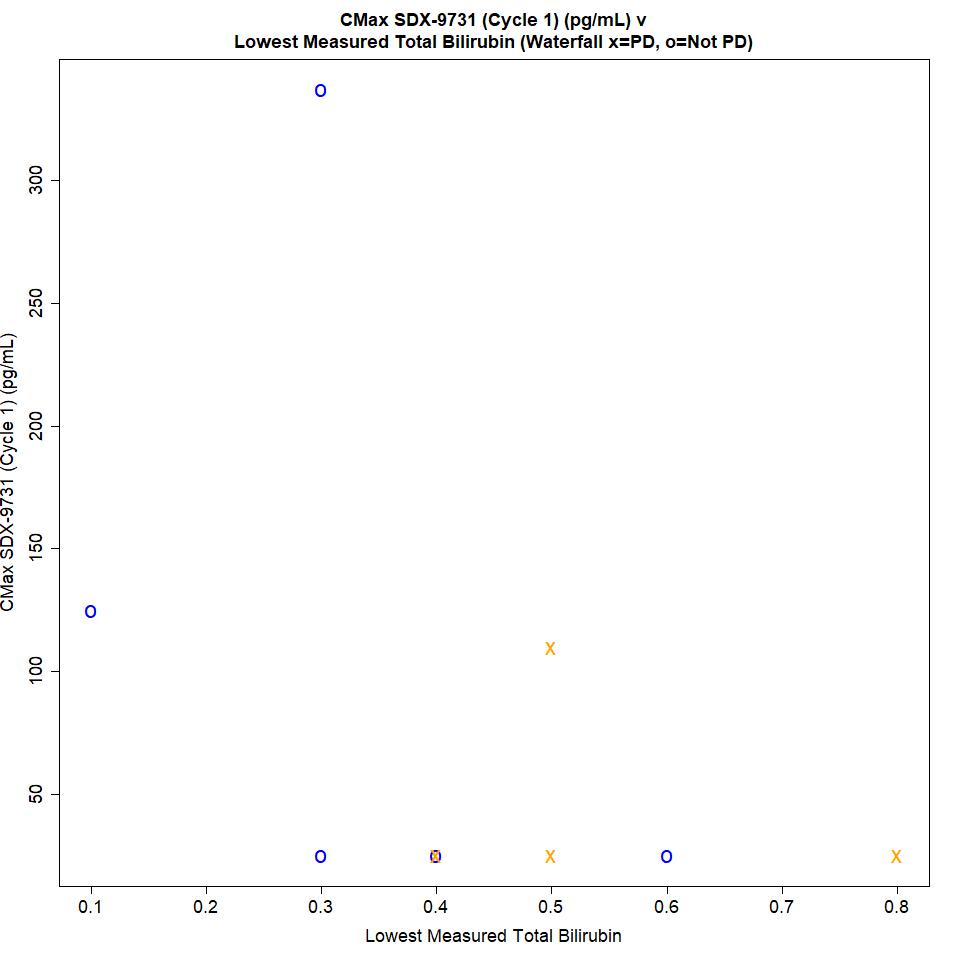 CMax SDX-9731 (Cycle 1) (pg/mL) v
Lowest Measured Total Bilirubin (Waterfall x=PD, o=Not PD)
CMax SDX-9731 (Cycle 1) (pg/mL)
300
250
200
150
100
50
o
o
x
o
o
x
x
o
x
0.1
0.2
0.3
0.4
0.5
0.6
0.7
0.8
Lowest Measured Total Bilirubin